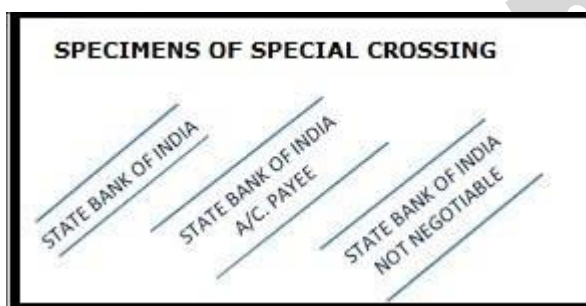 SPECIMENS OF SPECIAL CROSSING
STATE BANK OF INDIA
STATE BANK OF INDIA
A/C. PAYEE
STATE BANK OF INDIA
NOT NEGOTIABLE